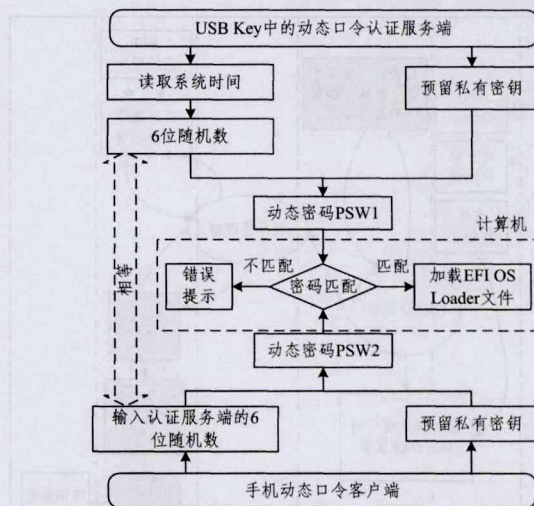 USB Key中的动态口令认证服务端
读取系统时间
预留私有密钥
6位随机数
动态密码PSW1
计算机
相等
错误
提示
不匹配
密码匹配
匹配
加载EFI OS
Loader文件
动态密码PSW2
输入认证服务端的6
位随机数
预留私有密钥
手机动态口令客户端